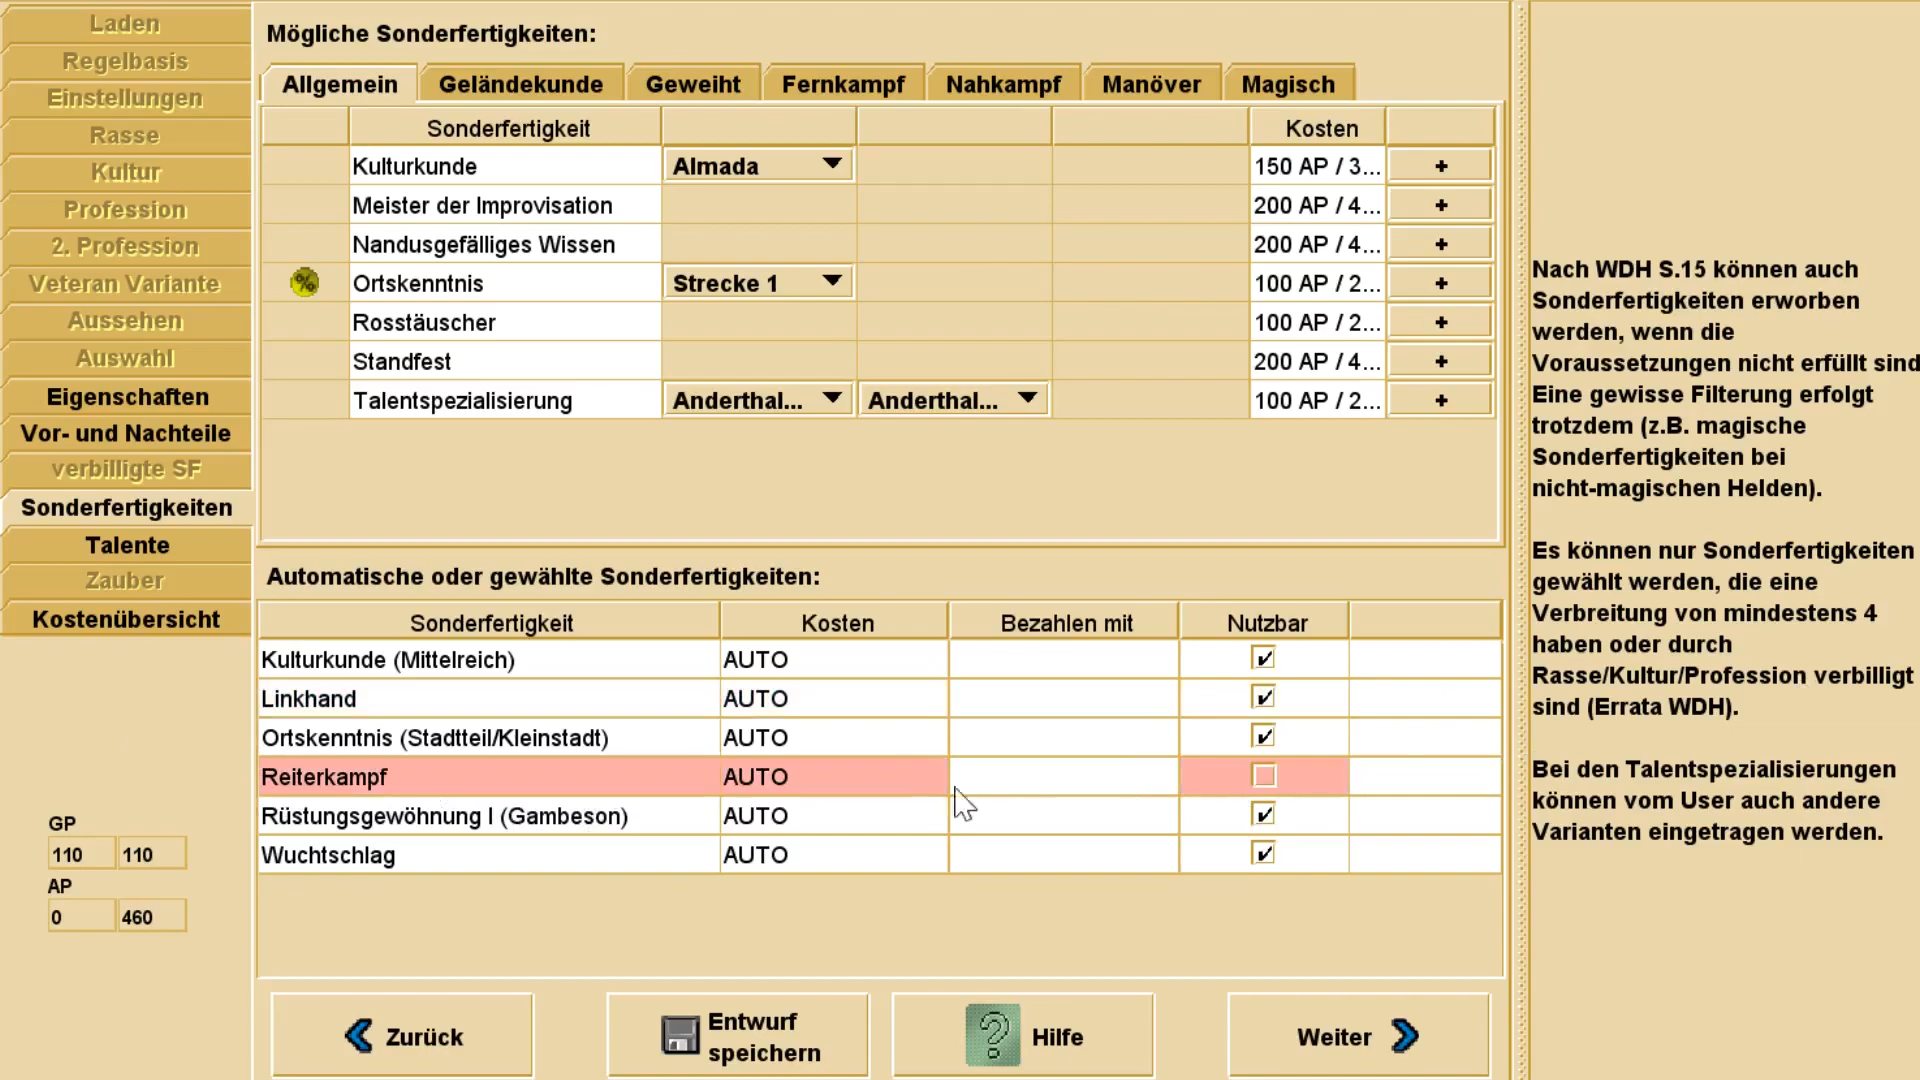 Laden
Regelbasis
Einstellungen
Rasse
Kultur
Profession
2. Profession
Veteran Variante
Aussehen
Auswahl
Eigenschaften
Vor- und Nachteile
verbilligte SF
Sonderfertigkeiten
Talente
Zauber
Kostenübersicht
GP
110 110
AP
0 460
Mögliche Sonderfertigkeiten:
Allgemein Geländekunde Geweiht Fernkampf Nahkampf Manöver Magisch
Sonderfertigkeit Kosten
Kulturkunde Almada 150 AP / 3... +
Meister der Improvisation 200 AP / 4... +
Nandusgefälliges Wissen 200 AP / 4... +
% Ortskenntnis Strecke 1 100 AP / 2... +
Rosstäuscher 100 AP / 2... +
Standfest 200 AP / 4... +
Talentspezialisierung Anderthal... Anderthal... 100 AP / 2... +
Automatische oder gewählte Sonderfertigkeiten:
Sonderfertigkeit Kosten Bezahlen mit Nutzbar
Kulturkunde (Mittelreich) AUTO
Linkhand AUTO
Ortskenntnis (Stadtteil/Kleinstadt) AUTO
Reiterkampf AUTO
Rüstungsgewöhnung I (Gambeson) AUTO
Wuchtschlag AUTO
Zurück
Entwurf
speichern
? Hilfe
Weiter
Nach WDH S.15 können auch
Sonderfertigkeiten erworben
werden, wenn die
Voraussetzungen nicht erfüllt sind
Eine gewisse Filterung erfolgt
trotzdem (z.B. magische
Sonderfertigkeiten bei
nicht-magischen Helden).
Es können nur Sonderfertigkeiten
gewählt werden, die eine
Verbreitung von mindestens 4
haben oder durch
Rasse/Kultur/Profession verbilligt
sind (Errata WDH).
Bei den Talentspezialisierungen
können vom User auch andere
Varianten eingetragen werden.